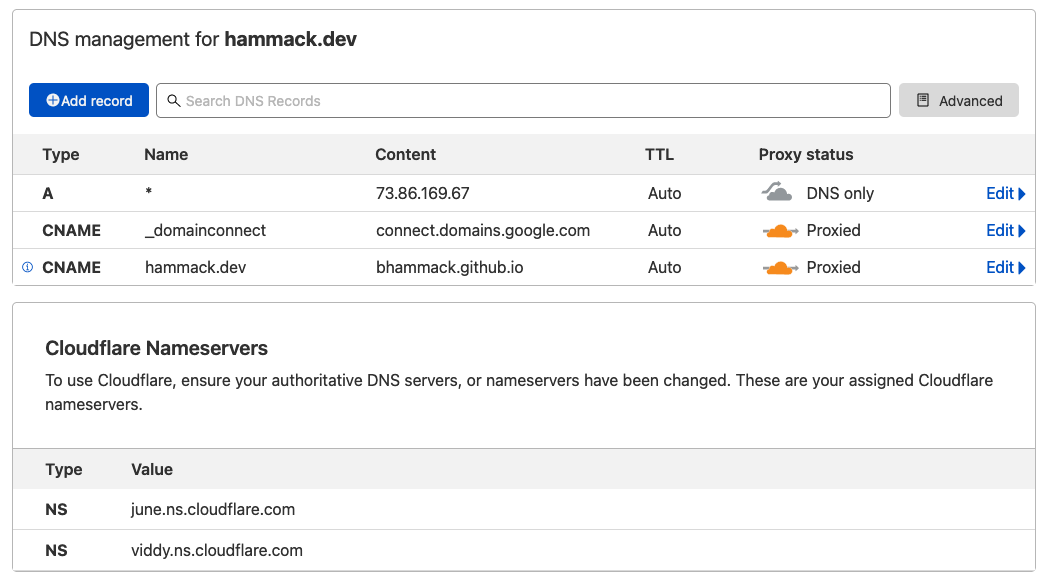 DNS management for hammack.dev
Add record
Search DNS Records
Advanced
Type Name Content TTL Proxy status
A * 73.86.169.67 Auto DNS only Edit
CNAME _domainconnect connect.domains.google.com Auto Proxied Edit
CNAME hammack.dev bhammack.github.io Auto Proxied Edit
Cloudflare Nameservers
To use Cloudflare, ensure your authoritative DNS servers, or nameservers have been changed. These are your assigned Cloudflare
nameservers.
Type Value
NS june.ns.cloudflare.com
NS viddy.ns.cloudflare.com